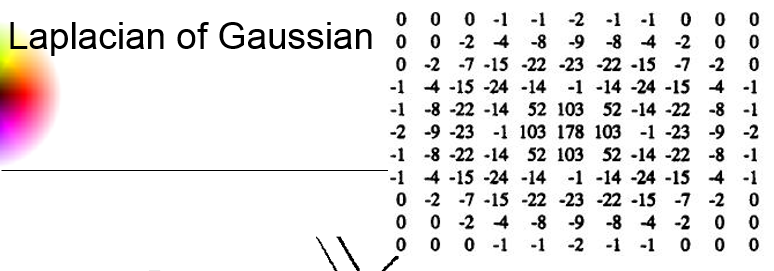 Laplacian of Gaussian
0 0 0 -1 -1 -2 -1 -1 0 0 0
0 0 -2 -4 -8 -9 -8 -4 -2 0 0
0 -2 -7 -15 -22 -23 -22 -15 -7 -2 0
-1 -4 -15 -24 -14 -1 -14 -24 -15 -4 -1
-1 -8 -22 -14 52 103 52 -14 -22 -8 -1
-2 -9 -23 -1 103 178 103 -1 -23 -9 -2
-1 -8 -22 -14 52 103 52 -14 -22 -8 -1
-1 -4 -15 -24 -14 -1 -14 -24 -15 -4 -1
0 -2 -7 -15 -22 -23 -22 -15 -7 -2 0
0 0 -2 -4 -8 -9 -8 -4 -2 0 0
0 0 0 -1 -1 -2 -1 -1 0 0 0